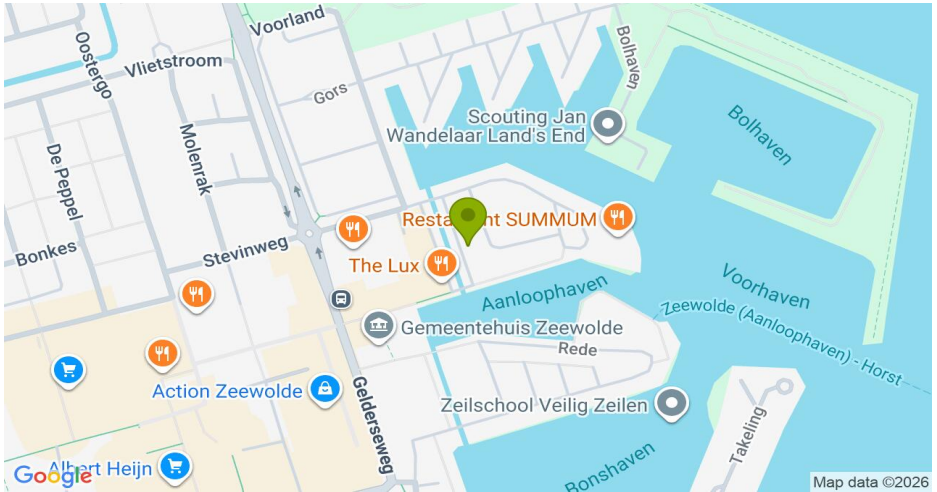 Voorland
Oostergo
Vlietstroom
Gors
Bolhaven
Scouting Jan
Wandelaar Land's End
Bolhaven
Molenrak
De Peppel
Restaurant SUMMUM
Stevinweg
Bonkes
The Lux
Aanloophaven
Voorhaven
Zeewolde (Aanloophaven) - Horst
Gemeentehuis Zeewolde
Rede
Action Zeewolde
Gelderseweg
Zeilschool Veilig Zeilen
Takeling
Albert Heijn
Google
Bonshaven
Map data ©2026